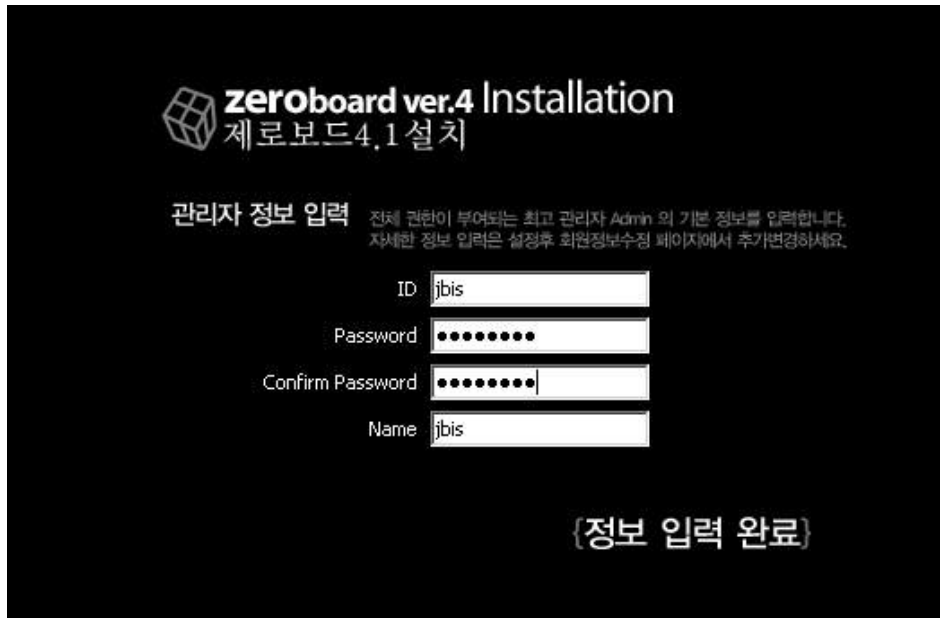 zeroboard ver.4 Installation
제로보드4.1설치
관리자 정보 입력
전체 권한이 부여되는 최고 관리자 Admin 의 기본 정보를 입력합니다.
자세한 정보 입력은 설정후 회원정보수정 페이지에서 추가변경하세요.
ID jbis
Password ●●●●●●●●
Confirm Password ●●●●●●●●
Name jbis
{정보 입력 완료}